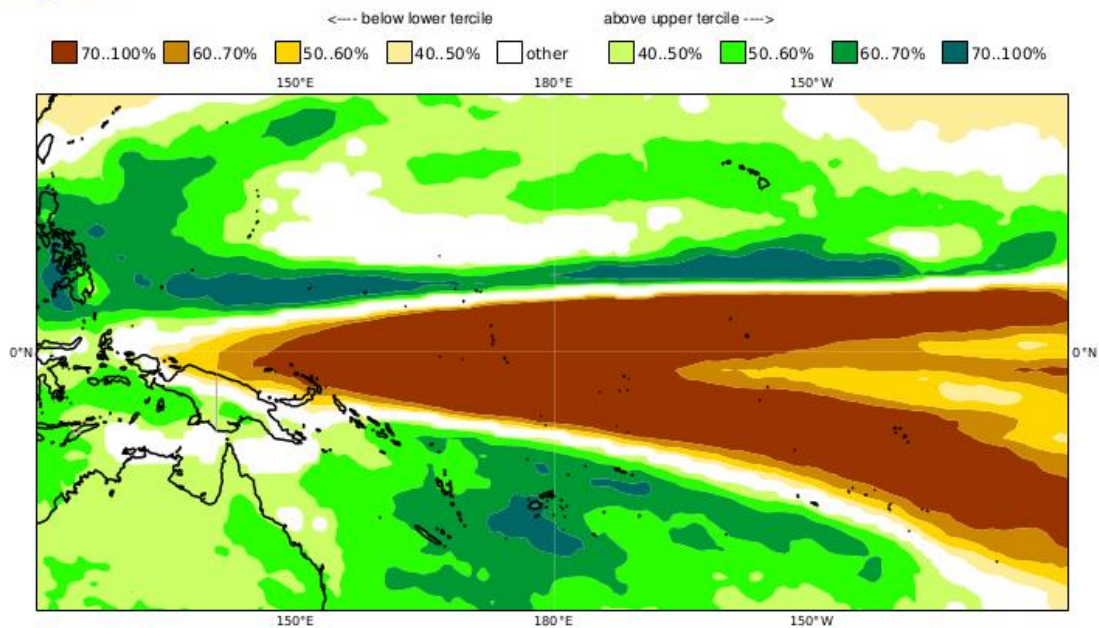 <---- below lower tercile above upper tercile ---->
70..100% 60..70% 50..60% 40..50% other 40..50% 50..60% 60..70% 70..100%
150°E 180°E 150°W
0°N 0°N
150°E 180°E 150°W